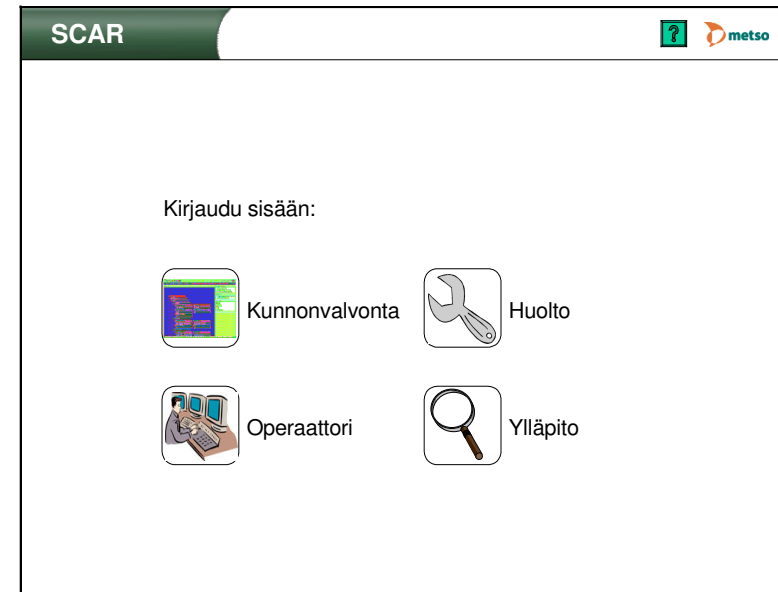 SCAR
?
metso
Kirjaudu sisään:
Kunnonvalvonta
Huolto
Operaattori
Ylläpito